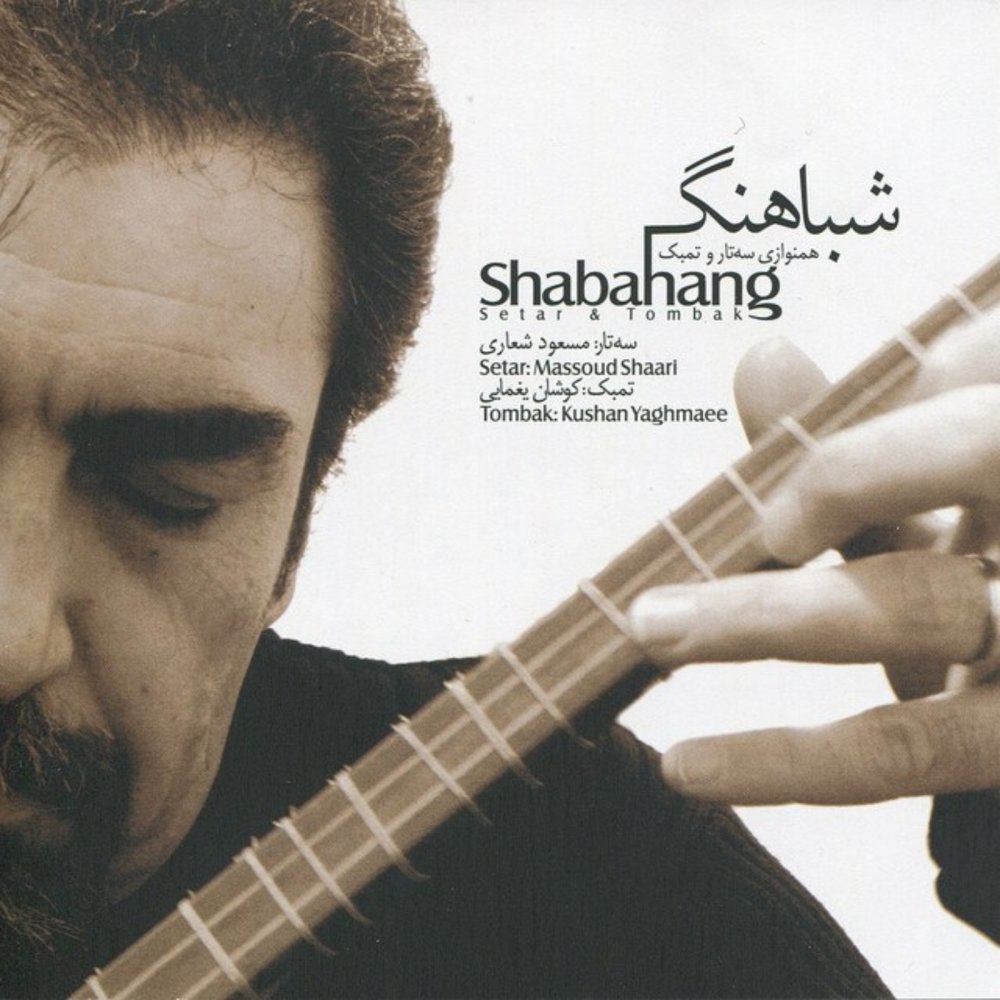 شباهنگ
همنوازی سه‌تار و تمبک
Shabahang
Setar & Tombak
سه‌تار: مسعود شعاری
Setar: Massoud Shaari
تمبک: کوشان یغمایی
Tombak: Kushan Yaghmaee